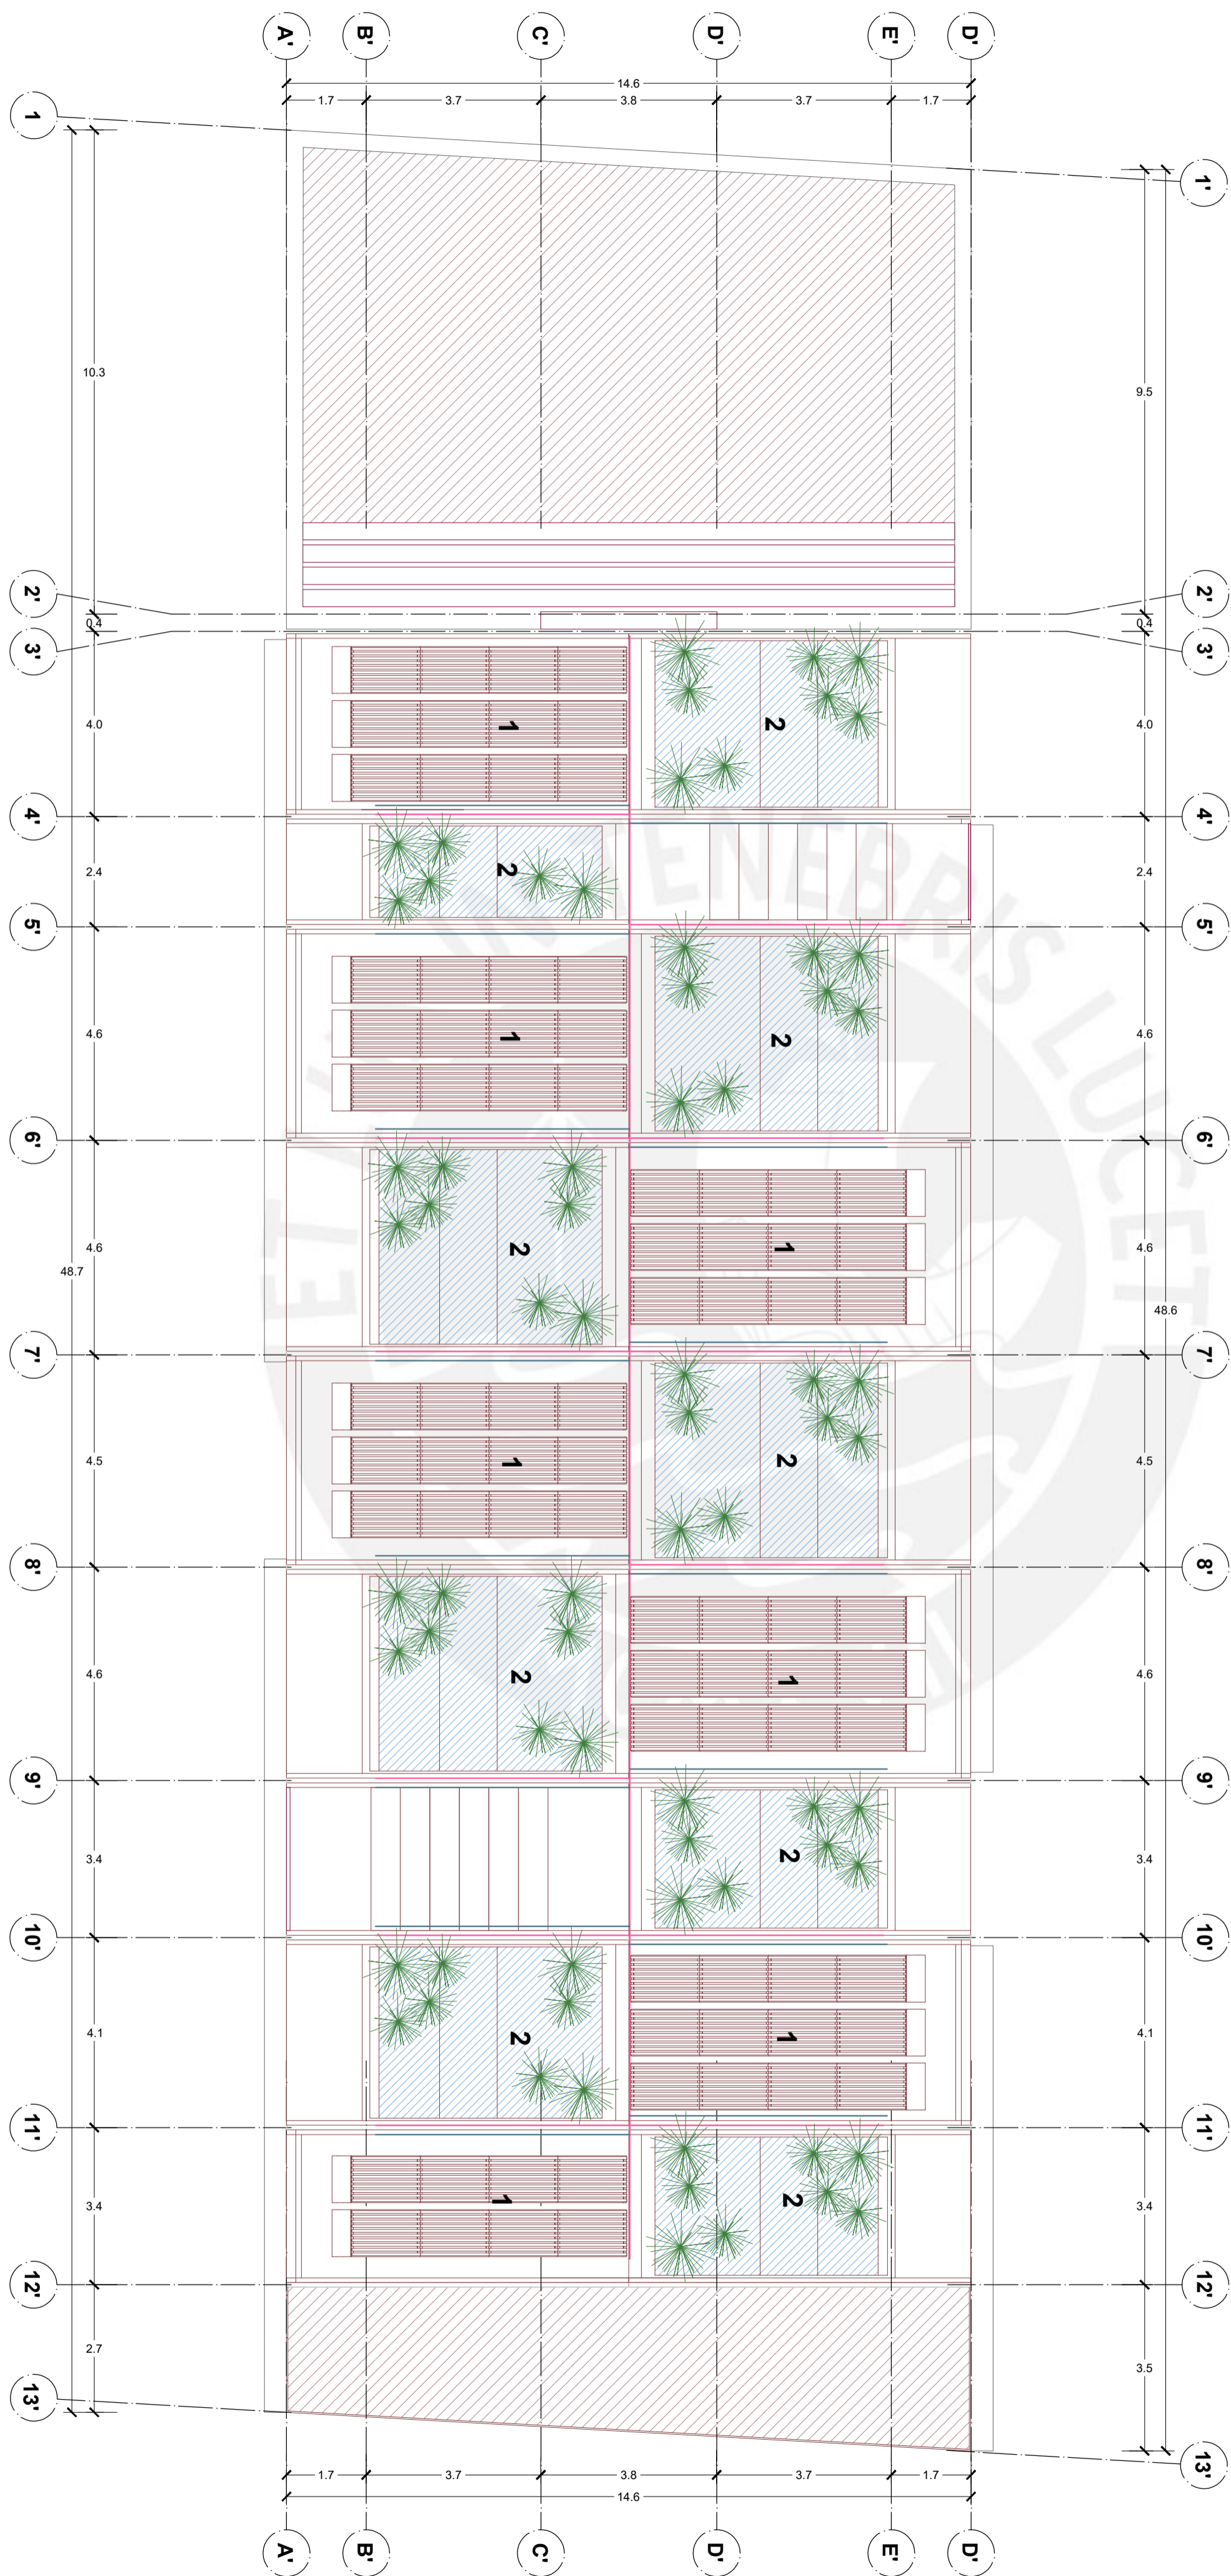 A' B' C' D' E' D'
14.6
1.7 3.7 3.8 3.7 1.7
1 1'
10.3 9.5
2' 2'
0.4 0.4
3' 3'
4.0 1 2 4.0
4' 4'
2.4 2 2.4
5' 5'
4.6 1 2 4.6
6' 6'
4.6 2 1 4.6
48.7 48.6
7' 7'
4.5 1 2 4.5
8' 8'
4.6 2 1 4.6
9' 9'
3.4 2 3.4
10' 10'
4.1 2 1 4.1
11' 11'
3.4 1 2 3.4
12' 12'
2.7 3.5
13' 13'
1.7 3.7 3.8 3.7 1.7
14.6
A' B' C' D' E' D'
TENEBRIS LUCET
ET